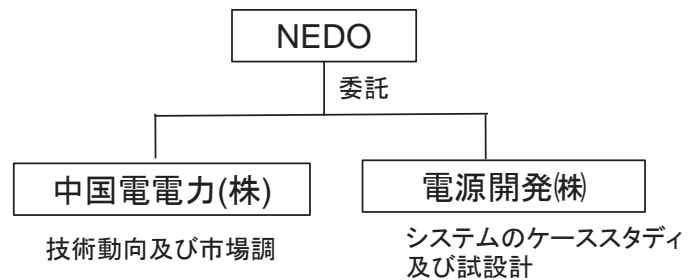 NEDO
委託
中国電電力(株)
電源開発㈱
技術動向及び市場調
システムのケーススタディ
及び試設計